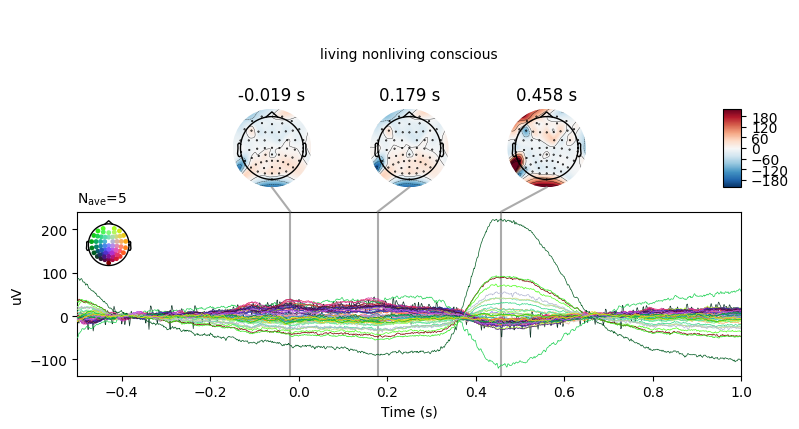 living nonliving conscious
-0.019 s 0.179 s 0.458 s
180
120
60
0
−60
−120
−180
Nave=5
200
100
0
−100
uV
−0.4 −0.2 0.0 0.2 0.4 0.6 0.8 1.0
Time (s)